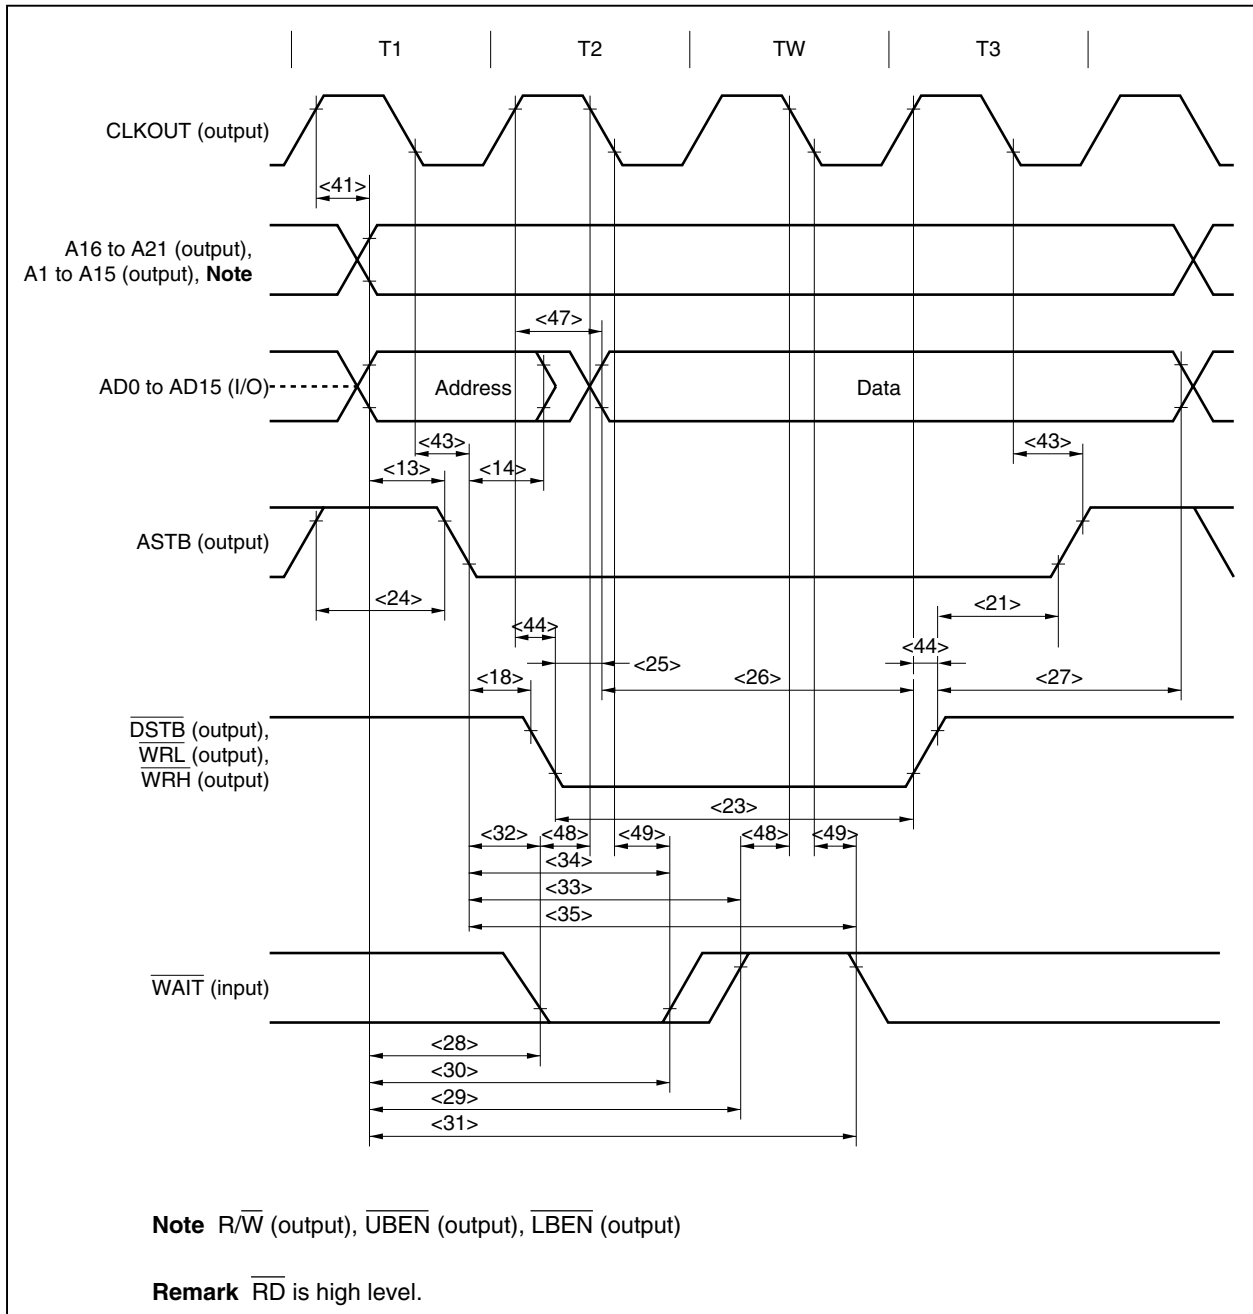 T1 T2 TW T3
CLKOUT (output)
<41>
A16 to A21 (output),
A1 to A15 (output), Note
<47>
AD0 to AD15 (I/O) Address Data
<43> <43>
<13> <14>
ASTB (output)
<24> <21>
<44> <44>
<25>
<18> <26> <27>
DSTB (output),
WRL (output),
WRH (output)
<23>
<32> <48> <49> <48> <49>
<34>
<33>
<35>
WAIT (input)
<28>
<30>
<29>
<31>
Note R/W (output), UBEN (output), LBEN (output)
Remark RD is high level.